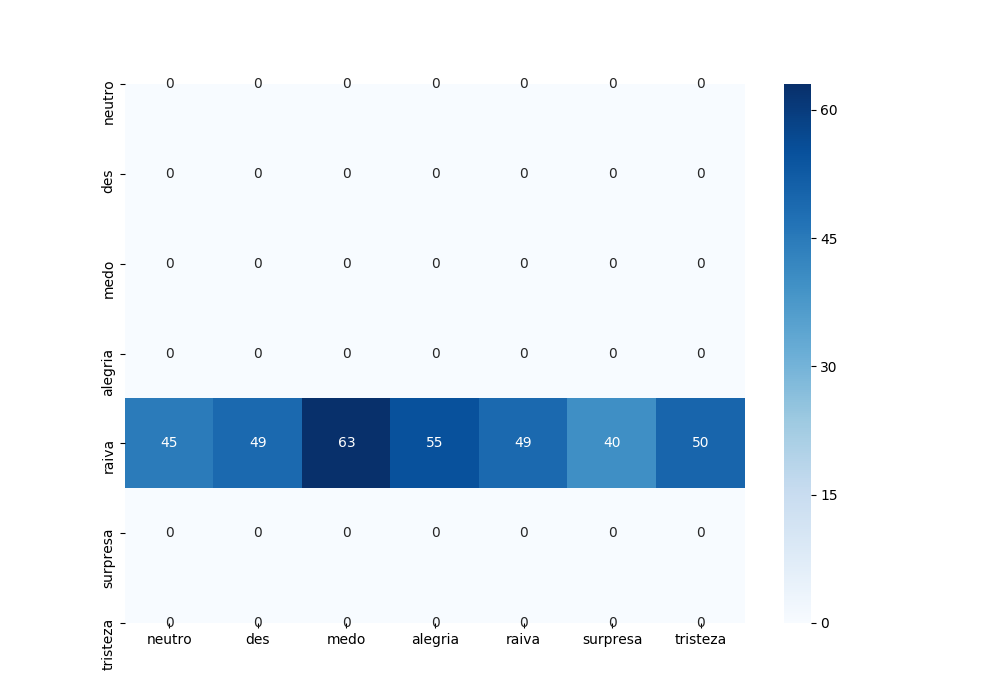 neutro 0 0 0 0 0 0 0
des 0 0 0 0 0 0 0
medo 0 0 0 0 0 0 0
alegria 0 0 0 0 0 0 0
raiva 45 49 63 55 49 40 50
surpresa 0 0 0 0 0 0 0
tristeza 0 0 0 0 0 0 0
neutro des medo alegria raiva surpresa tristeza
60
45
30
15
0